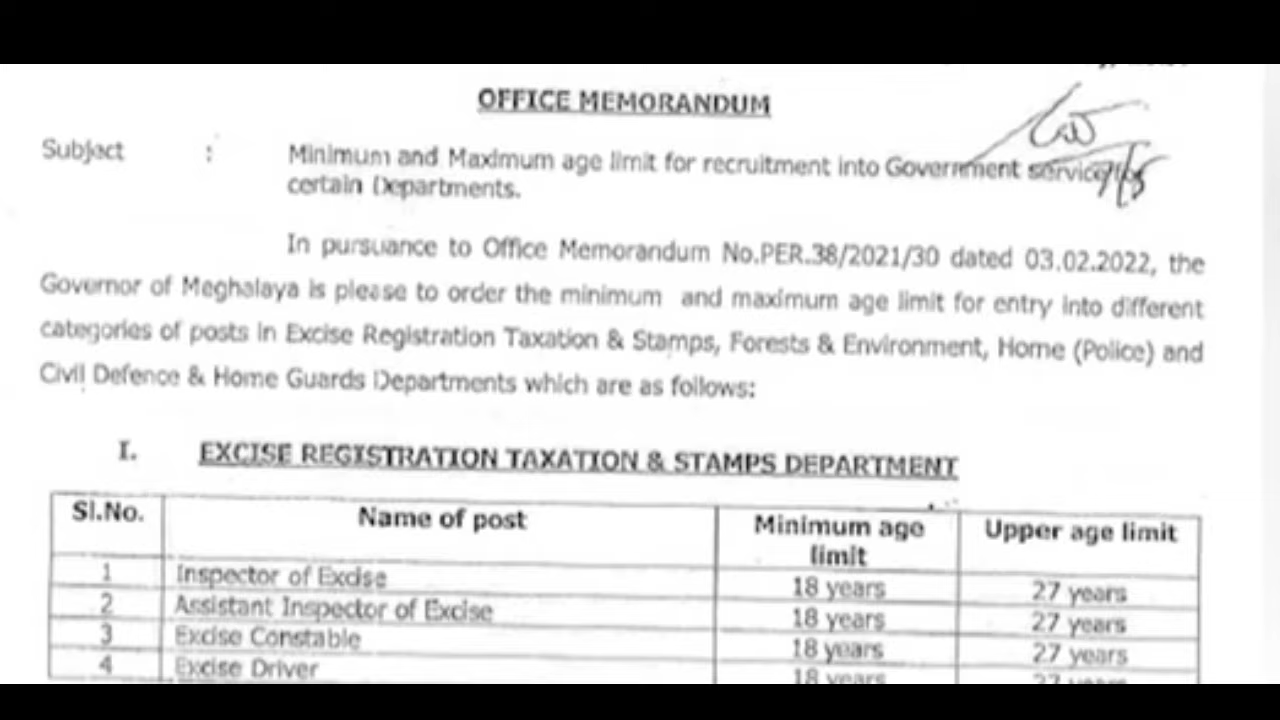 OFFICE MEMORANDUM
Subject : Minimum and Maximum age limit for recruitment into Government service
certain Departments.
In pursuance to Office Memorandum No.PER.38/2021/30 dated 03.02.2022, the
Governor of Meghalaya is please to order the minimum and maximum age limit for entry into different
categories of posts in Excise Registration Taxation & Stamps, Forests & Environment, Home (Police) and
Civil Defence & Home Guards Departments which are as follows:
I. EXCISE REGISTRATION TAXATION & STAMPS DEPARTMENT
Sl.No. Name of post Minimum age limit Upper age limit
1 Inspector of Excise 18 years 27 years
2 Assistant Inspector of Excise 18 years 27 years
3 Excise Constable 18 years 27 years
4 Excise Driver 18 years 27 years